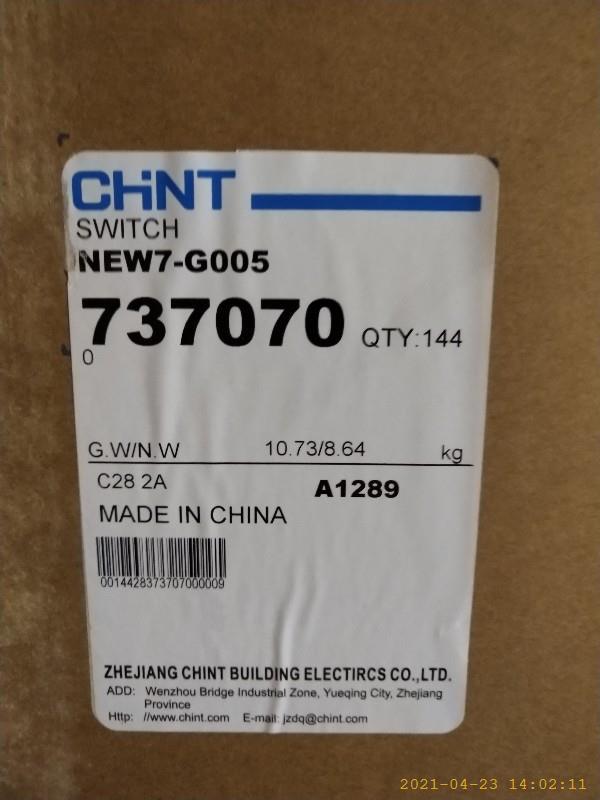 CHiNT
SWITCH
NEW7-G005
737070 QTY:144
0
G.W/N.W 10.73/8.64 kg
C28 2A A1289
MADE IN CHINA
0014428373707000009
ZHEJIANG CHINT BUILDING ELECTIRCS CO.,LTD.
ADD: Wenzhou Bridge Industrial Zone, Yueqing City, Zhejiang
Province
Http: //www.chint.com E-mail: jzdq@chint.com
2021-04-23 14:02:11